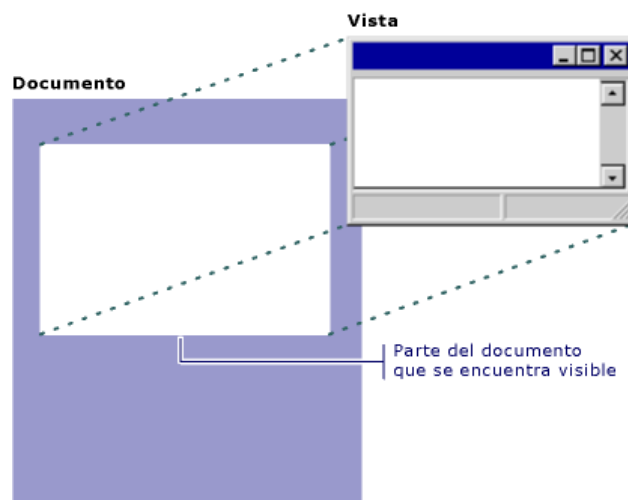 Vista
Documento
Parte del documento
que se encuentra visible